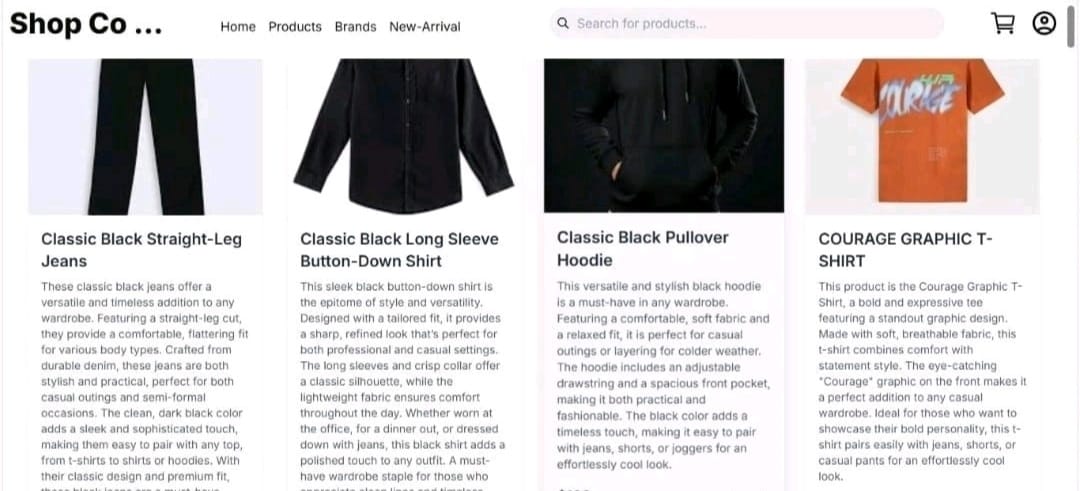 Shop Co ...
Home Products Brands New-Arrival
Search for products...
COURAGE
Classic Black Straight-Leg
Jeans
These classic black jeans offer a
versatile and timeless addition to any
wardrobe. Featuring a straight-leg cut,
they provide a comfortable, flattering fit
for various body types. Crafted from
durable denim, these jeans are both
stylish and practical, perfect for both
casual outings and semi-formal
occasions. The clean, dark black color
adds a sleek and sophisticated touch,
making them easy to pair with any top,
from t-shirts to shirts or hoodies. With
their classic design and premium fit,
these black jeans are a must-have
Classic Black Long Sleeve
Button-Down Shirt
This sleek black button-down shirt is
the epitome of style and versatility.
Designed with a tailored fit, it provides
a sharp, refined look that's perfect for
both professional and casual settings.
The long sleeves and crisp collar offer
a classic silhouette, while the
lightweight fabric ensures comfort
throughout the day. Whether worn at
the office, for a dinner out, or dressed
down with jeans, this black shirt adds a
polished touch to any outfit. A must-
have wardrobe staple for those who
appreciate clean lines and timeless
Classic Black Pullover
Hoodie
This versatile and stylish black hoodie
is a must-have in any wardrobe.
Featuring a comfortable, soft fabric and
a relaxed fit, it is perfect for casual
outings or layering for colder weather.
The hoodie includes an adjustable
drawstring and a spacious front pocket,
making it both practical and
fashionable. The black color adds a
timeless touch, making it easy to pair
with jeans, shorts, or joggers for an
effortlessly cool look.
COURAGE GRAPHIC T-
SHIRT
This product is the Courage Graphic T-
Shirt, a bold and expressive tee
featuring a standout graphic design.
Made with soft, breathable fabric, this
t-shirt combines comfort with
statement style. The eye-catching
"Courage" graphic on the front makes it
a perfect addition to any casual
wardrobe. Ideal for those who want to
showcase their bold personality, this t-
shirt pairs easily with jeans, shorts, or
casual pants for an effortlessly cool
look.